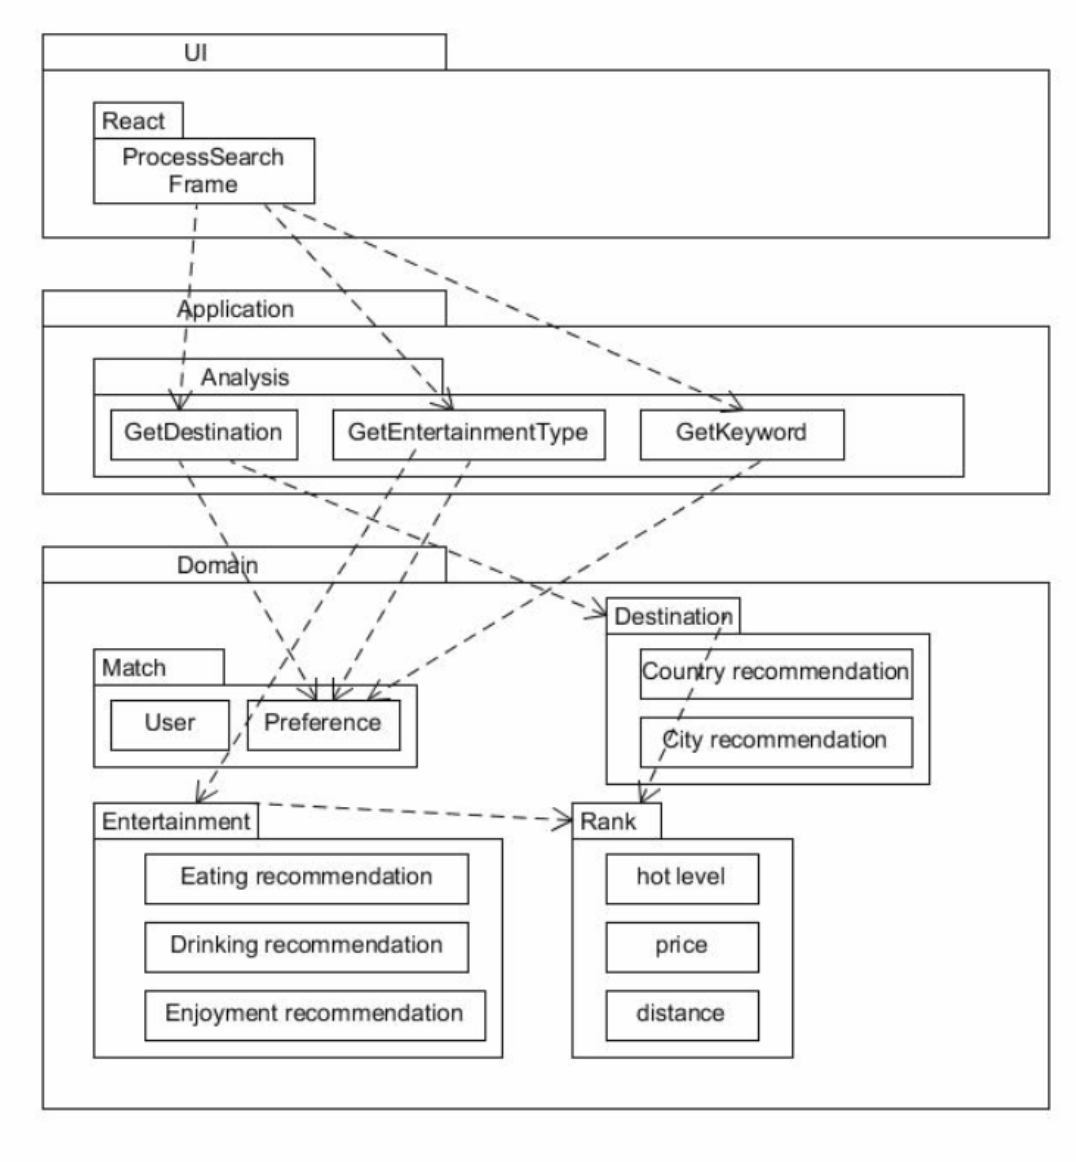 UI
React
ProcessSearch
Frame
Application
Analysis
GetDestination
GetEntertainmentType
GetKeyword
Domain
Destination
Country recommendation
City recommendation
Match
User
Preference
Entertainment
Eating recommendation
Drinking recommendation
Enjoyment recommendation
Rank
hot level
price
distance